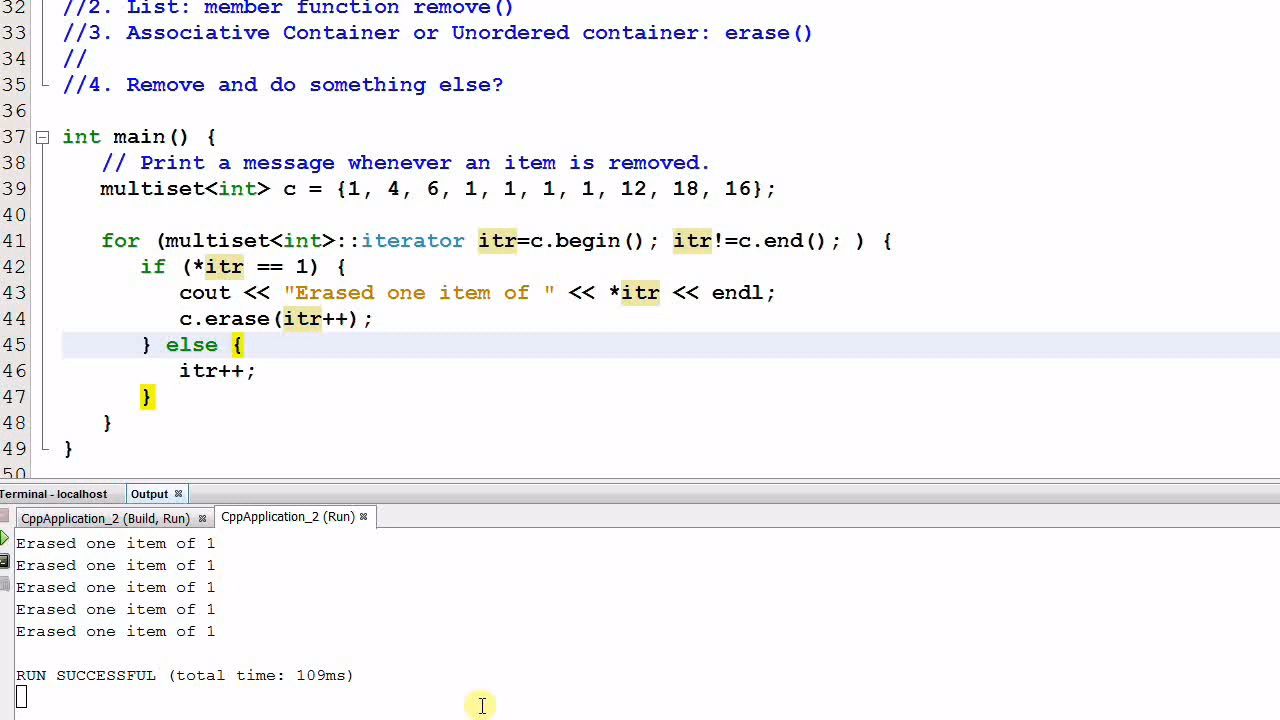 32 //2. List: member function remove()
33 //3. Associative Container or Unordered container: erase()
34 //
35 //4. Remove and do something else?
36
37 int main() {
38 // Print a message whenever an item is removed.
39 multiset<int> c = {1, 4, 6, 1, 1, 1, 1, 12, 18, 16};
40
41 for (multiset<int>::iterator itr=c.begin(); itr!=c.end(); ) {
42 if (*itr == 1) {
43 cout << "Erased one item of " << *itr << endl;
44 c.erase(itr++);
45 } else {
46 itr++;
47 }
48 }
49 }
50
Terminal - localhost Output
CppApplication_2 (Build, Run) CppApplication_2 (Run)
Erased one item of 1
Erased one item of 1
Erased one item of 1
Erased one item of 1
Erased one item of 1
RUN SUCCESSFUL (total time: 109ms)